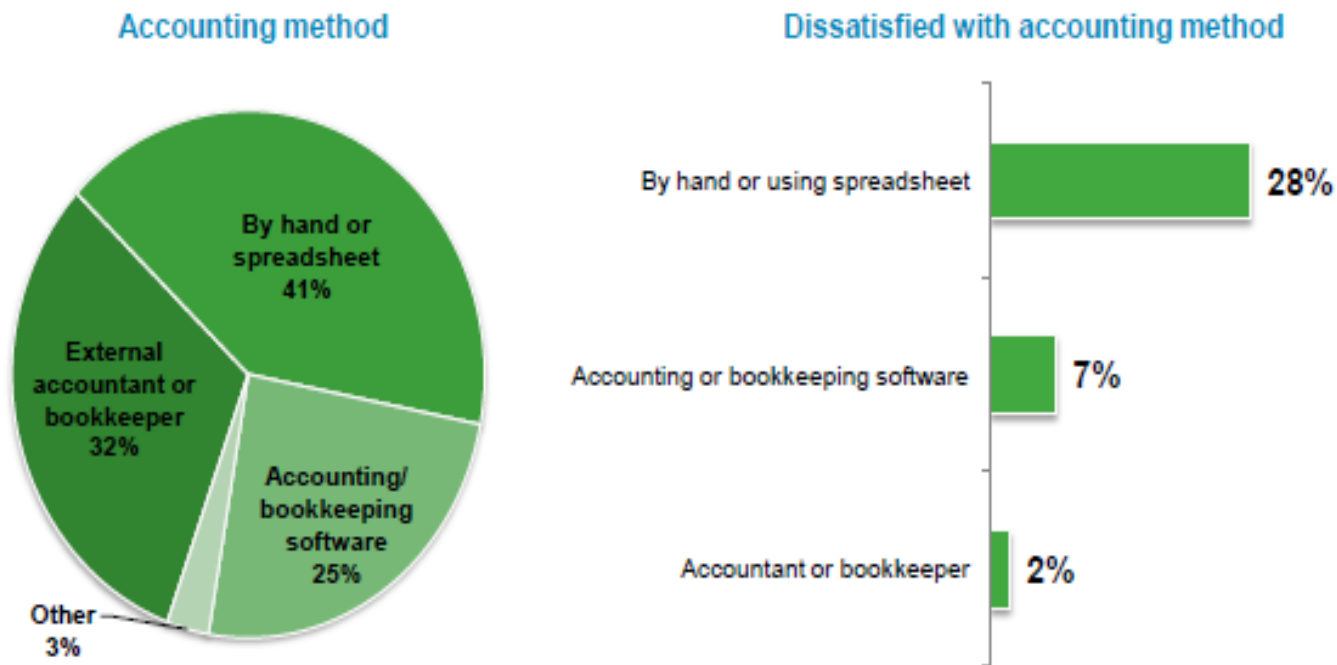 Accounting method
By hand or
spreadsheet
41%
External
accountant or
bookkeeper
32%
Accounting/
bookkeeping
software
25%
Other
3%
Dissatisfied with accounting method
By hand or using spreadsheet
28%
Accounting or bookkeeping software
7%
Accountant or bookkeeper
2%